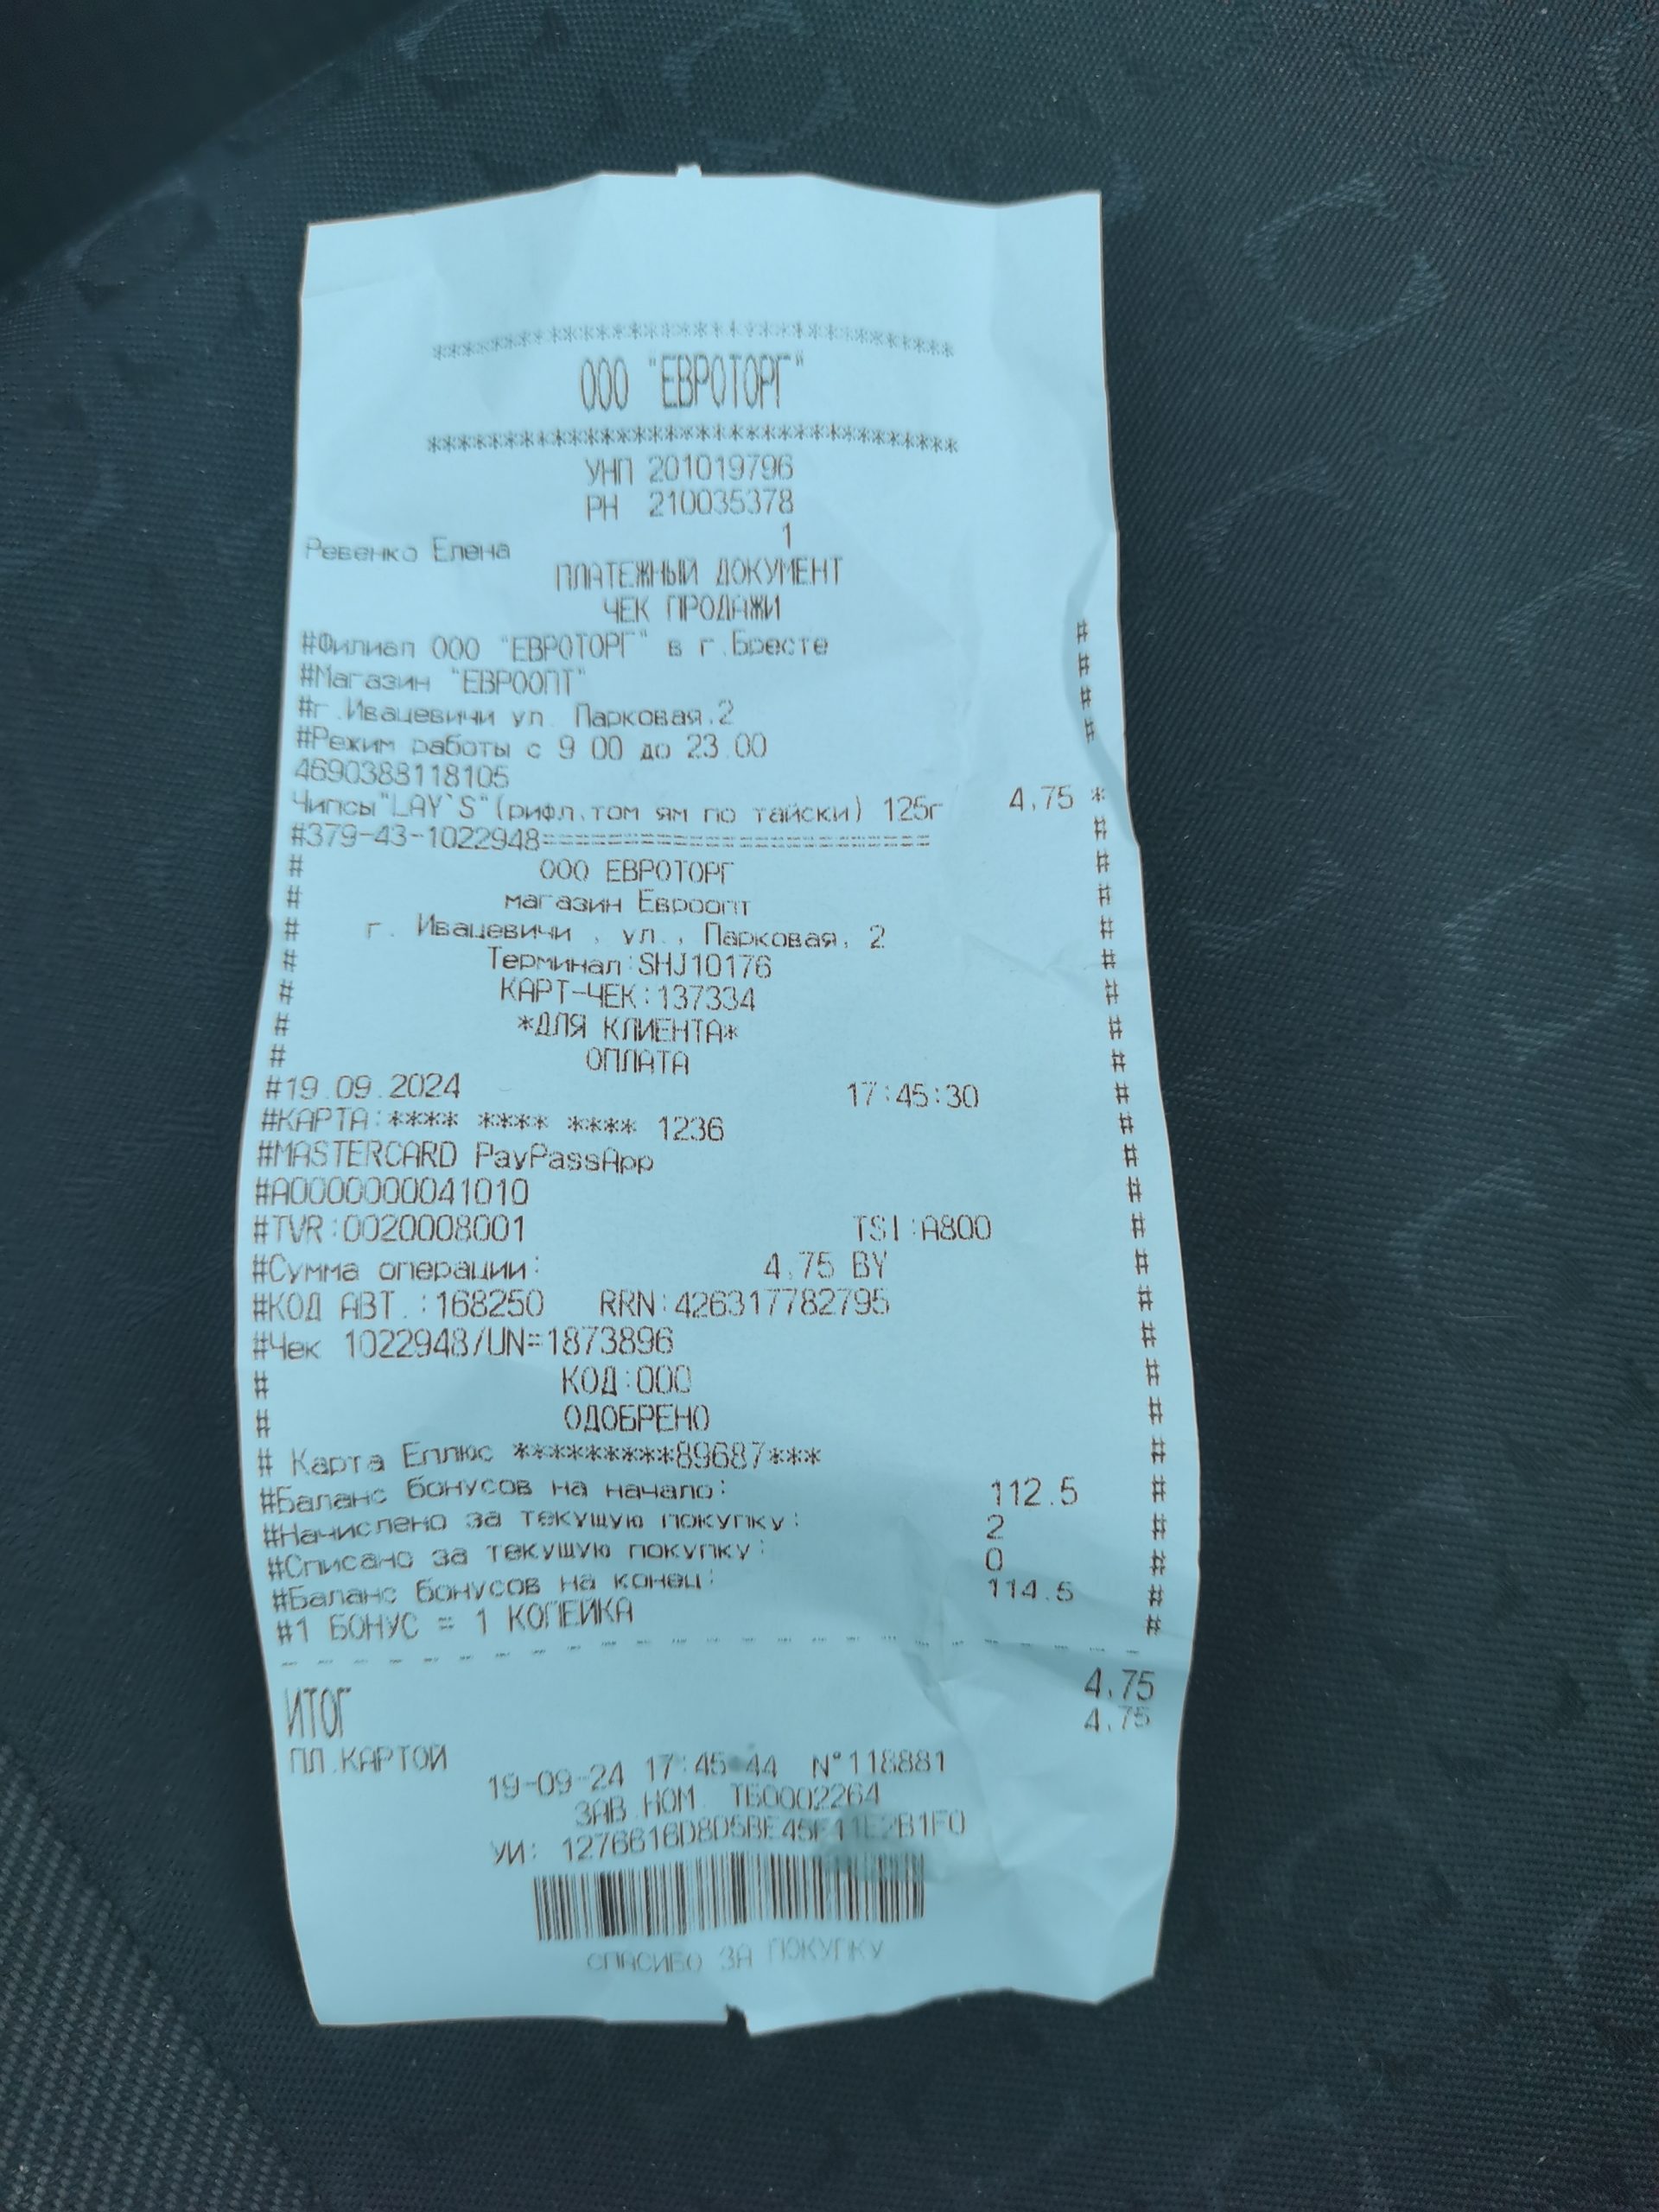 **********************************
ООО "ЕВРОТОРГ"
**********************************
УНП 201019796
РН 210035378
Ревенко Елена 1
ПЛАТЕЖНЫЙ ДОКУМЕНТ
ЧЕК ПРОДАЖИ
#Филиал ООО "ЕВРОТОРГ" в г.Бресте #
#Магазин "ЕВРООПТ" #
#г.Ивацевичи ул. Парковая,2 #
#Режим работы с 9 00 до 23.00 #
4690388118105
Чипсы"LAY`S"(рифл.том ям по тайски) 125г 4,75 *
#379-43-1022948======================== #
# ООО ЕВРОТОРГ #
# магазин Евроопт #
# г. Ивацевичи , ул., Парковая, 2 #
# Терминал:SHJ10176 #
# КАРТ-ЧЕК:137334 #
# *ДЛЯ КЛИЕНТА* #
# ОПЛАТА #
#19.09.2024 17:45:30 #
#КАРТА:**** **** **** 1236 #
#MASTERCARD PayPassApp #
#A0000000041010 #
#TVR:0020008001 TSI:A800 #
#Сумма операции: 4,75 BY #
#КОД АВТ.:168250 RRN:426317782795 #
#Чек 1022948/UN=1873896 #
# КОД:000 #
# ОДОБРЕНО #
# Карта Еплюс *********89687*** #
#Баланс бонусов на начало: 112.5 #
#Начислено за текущую покупку: 2 #
#Списано за текущую покупку: 0 #
#Баланс бонусов на конец: 114.5 #
#1 БОНУС = 1 КОПЕЙКА #
ИТОГ 4,75
ПЛ.КАРТОЙ 4,75
19-09-24 17:45:44 N°118881
ЗАВ.НОМ. ТБ0002264
УИ: 1276616D8D5BE45F11E2B1F0
СПАСИБО ЗА ПОКУПКУ